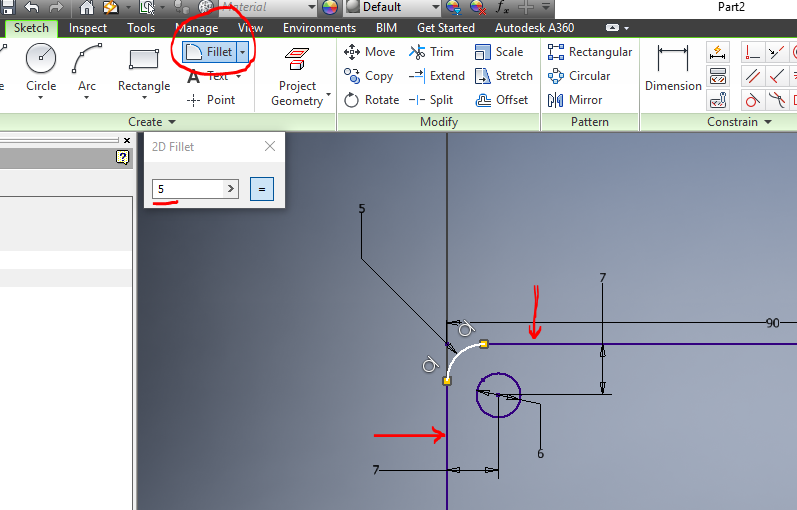 Material
Default
Part2
Sketch Inspect Tools Manage View Environments BIM Get Started Autodesk A360
Fillet
Move Trim Scale Rectangular
Circle Arc Rectangle Text Project Geometry Copy Extend Stretch Circular Dimension
Point Rotate Split Offset Mirror
Create Modify Pattern Constrain
2D Fillet
5
=
5
7
90
6
7